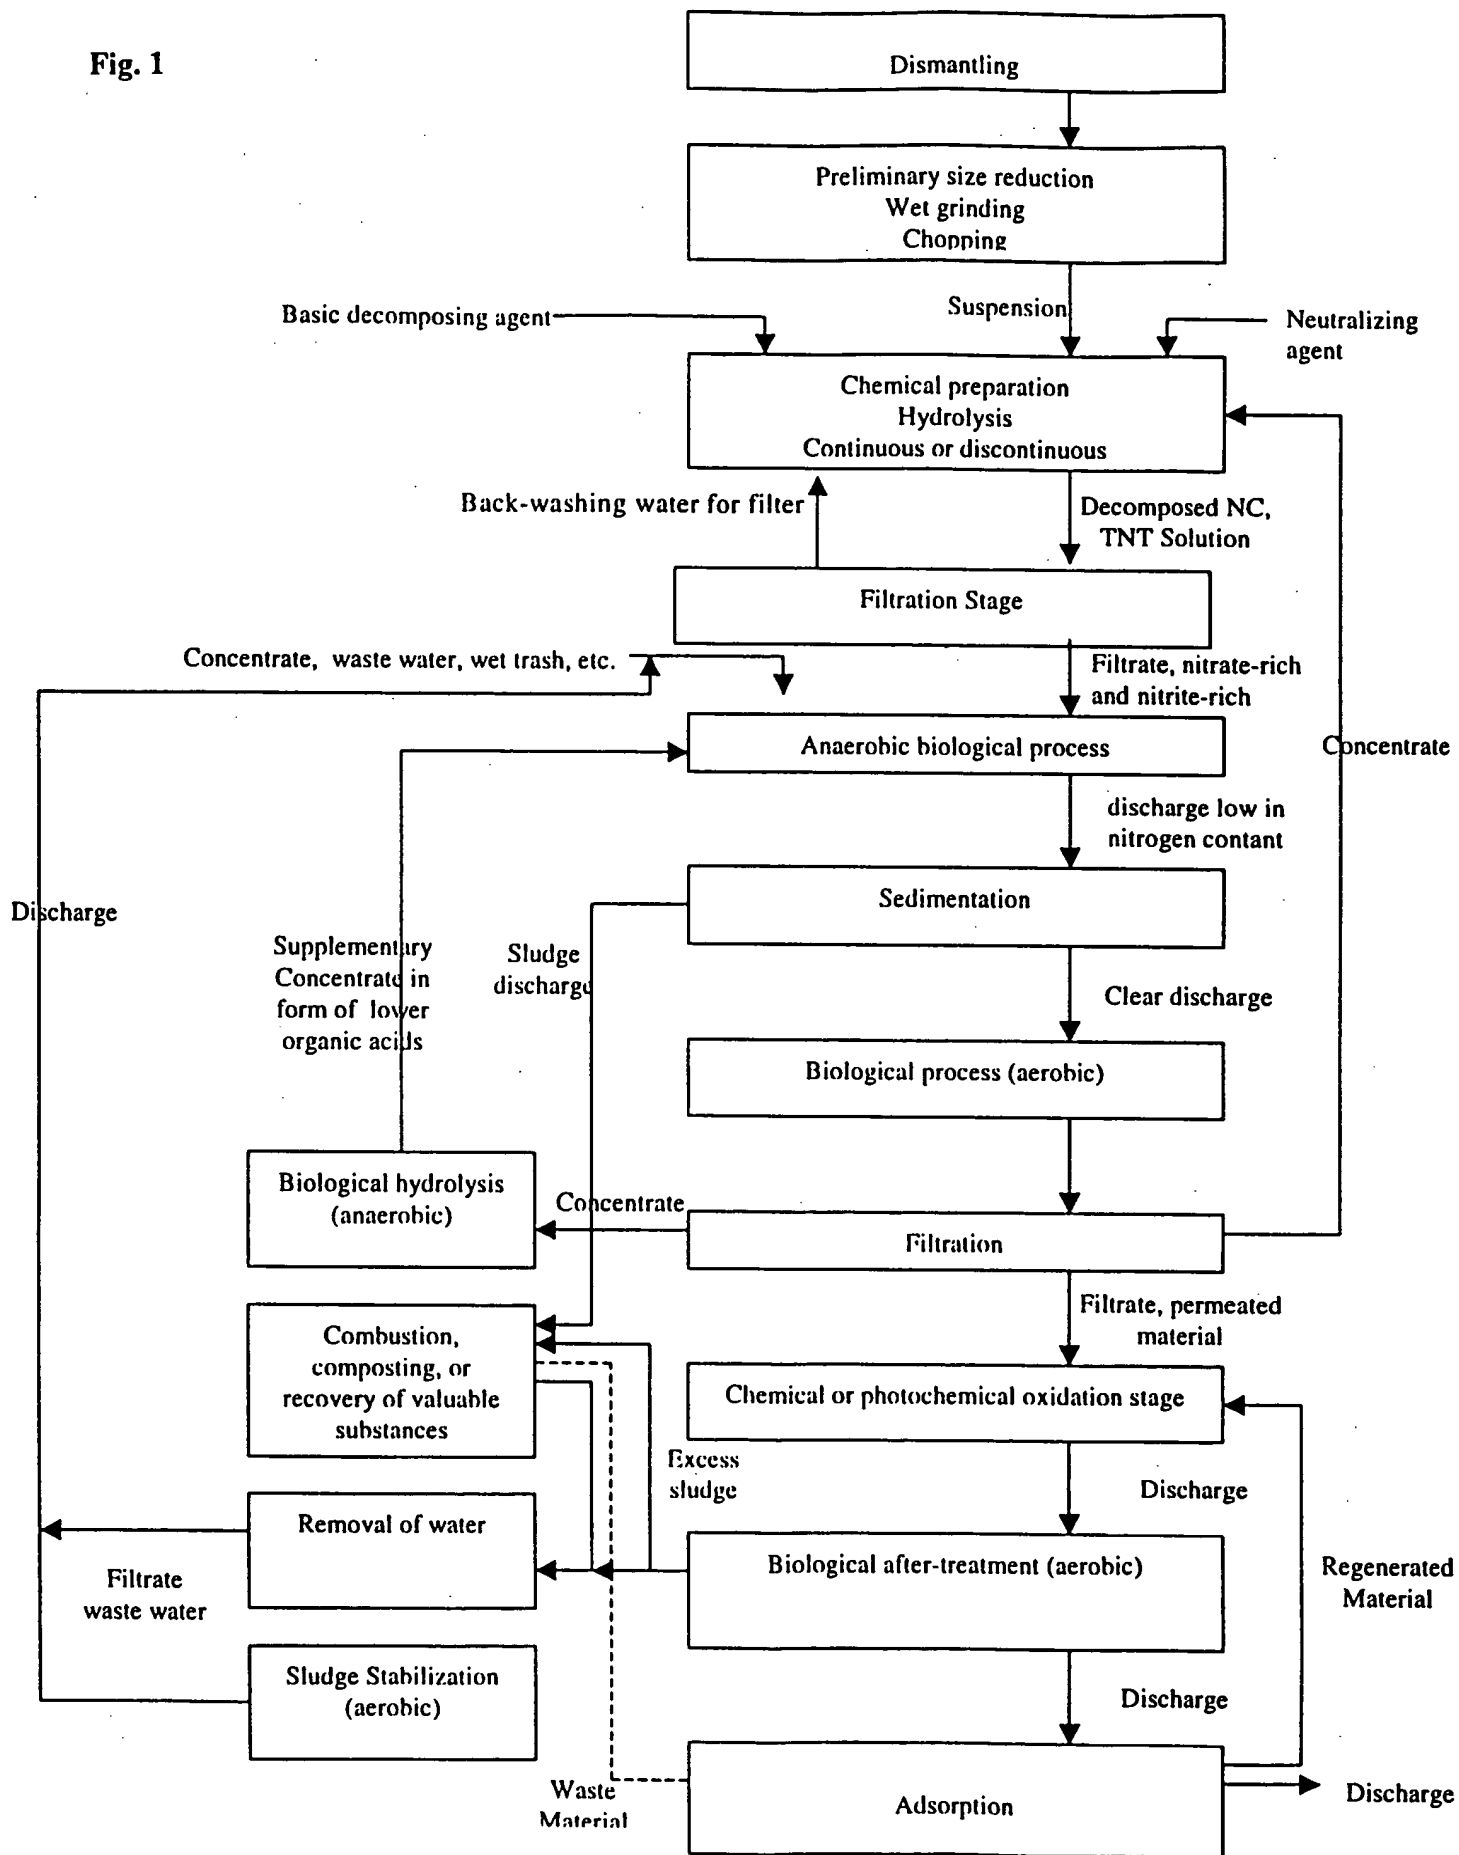 Fig. 1
Dismantling
Preliminary size reduction
Wet grinding
Chopping
Suspension
Basic decomposing agent
Neutralizing
agent
Chemical preparation
Hydrolysis
Continuous or discontinuous
Back-washing water for filter
Decomposed NC,
TNT Solution
Filtration Stage
Concentrate, waste water, wet trash, etc.
Filtrate, nitrate-rich
and nitrite-rich
Anaerobic biological process
Concentrate
discharge low in
nitrogen contant
Sedimentation
Discharge
Supplementary
Concentrate in
form of lower
organic acids
Sludge
discharge
Clear discharge
Biological process (aerobic)
Biological hydrolysis
(anaerobic)
Concentrate
Filtration
Filtrate, permeated
material
Combustion,
composting, or
recovery of valuable
substances
Chemical or photochemical oxidation stage
Excess
sludge
Discharge
Removal of water
Biological after-treatment (aerobic)
Regenerated
Material
Filtrate
waste water
Sludge Stabilization
(aerobic)
Discharge
Waste
Material
Adsorption
Discharge